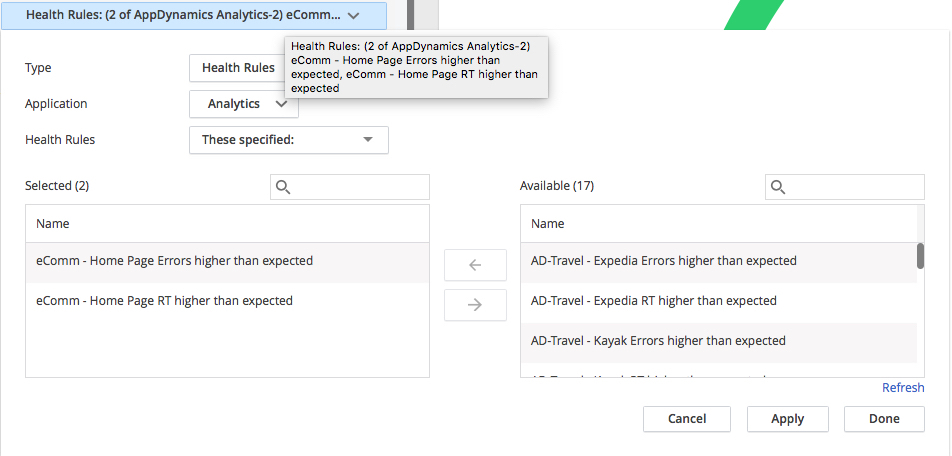 Health Rules: (2 of AppDynamics Analytics-2) eComm...
Health Rules: (2 of AppDynamics Analytics-2)
eComm - Home Page Errors higher than
expected, eComm - Home Page RT higher than
expected
Type
Health Rules
Application
Analytics
Health Rules
These specified:
Selected (2)
Available (17)
Name
Name
eComm - Home Page Errors higher than expected
AD-Travel - Expedia Errors higher than expected
eComm - Home Page RT higher than expected
AD-Travel - Expedia RT higher than expected
AD-Travel - Kayak Errors higher than expected
Refresh
Cancel
Apply
Done